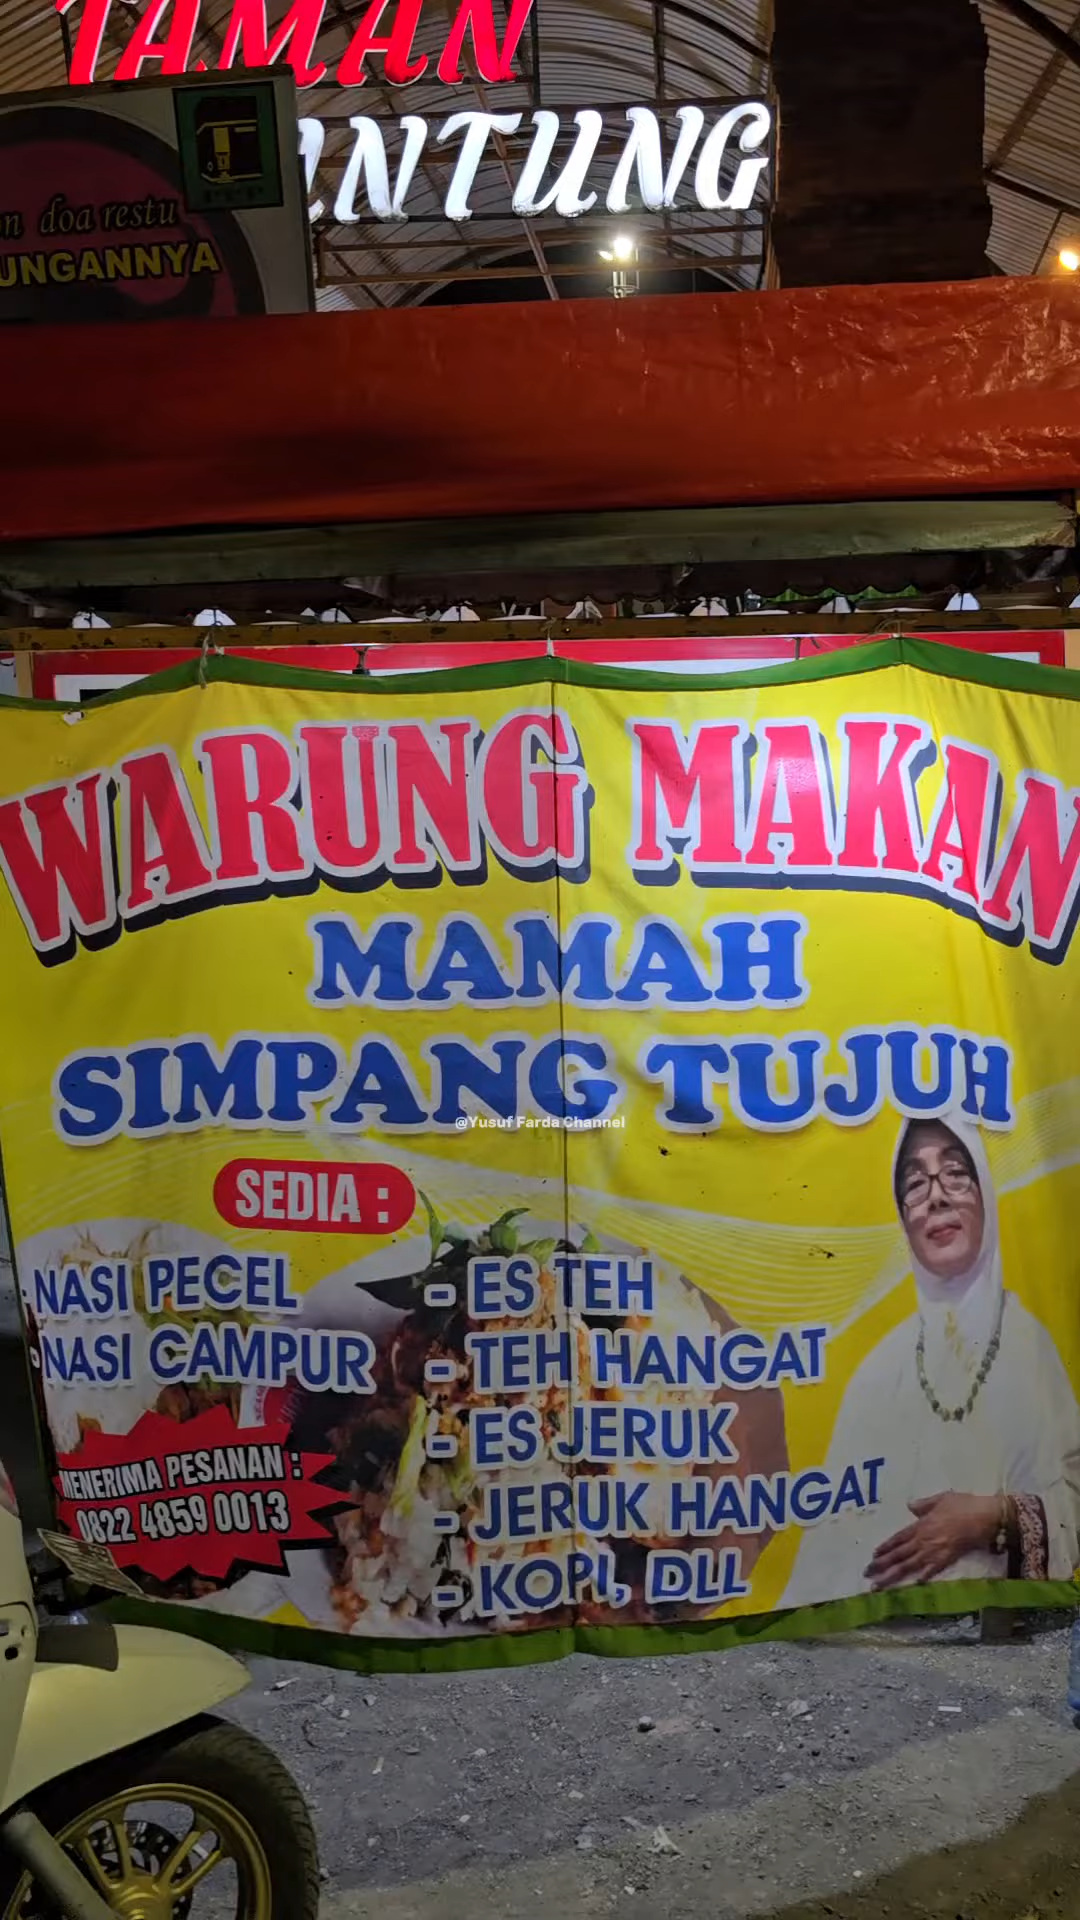 TAMAN
NTUNG
doa restu
UNGANNYA
WARUNG MAKAN
MAMAH
SIMPANG TUJUH
@Yusuf Farda Channel
SEDIA :
- NASI PECEL
- NASI CAMPUR
MENERIMA PESANAN :
0822 4859 0013
- ES TEH
- TEH HANGAT
- ES JERUK
- JERUK HANGAT
- KOPI, DLL